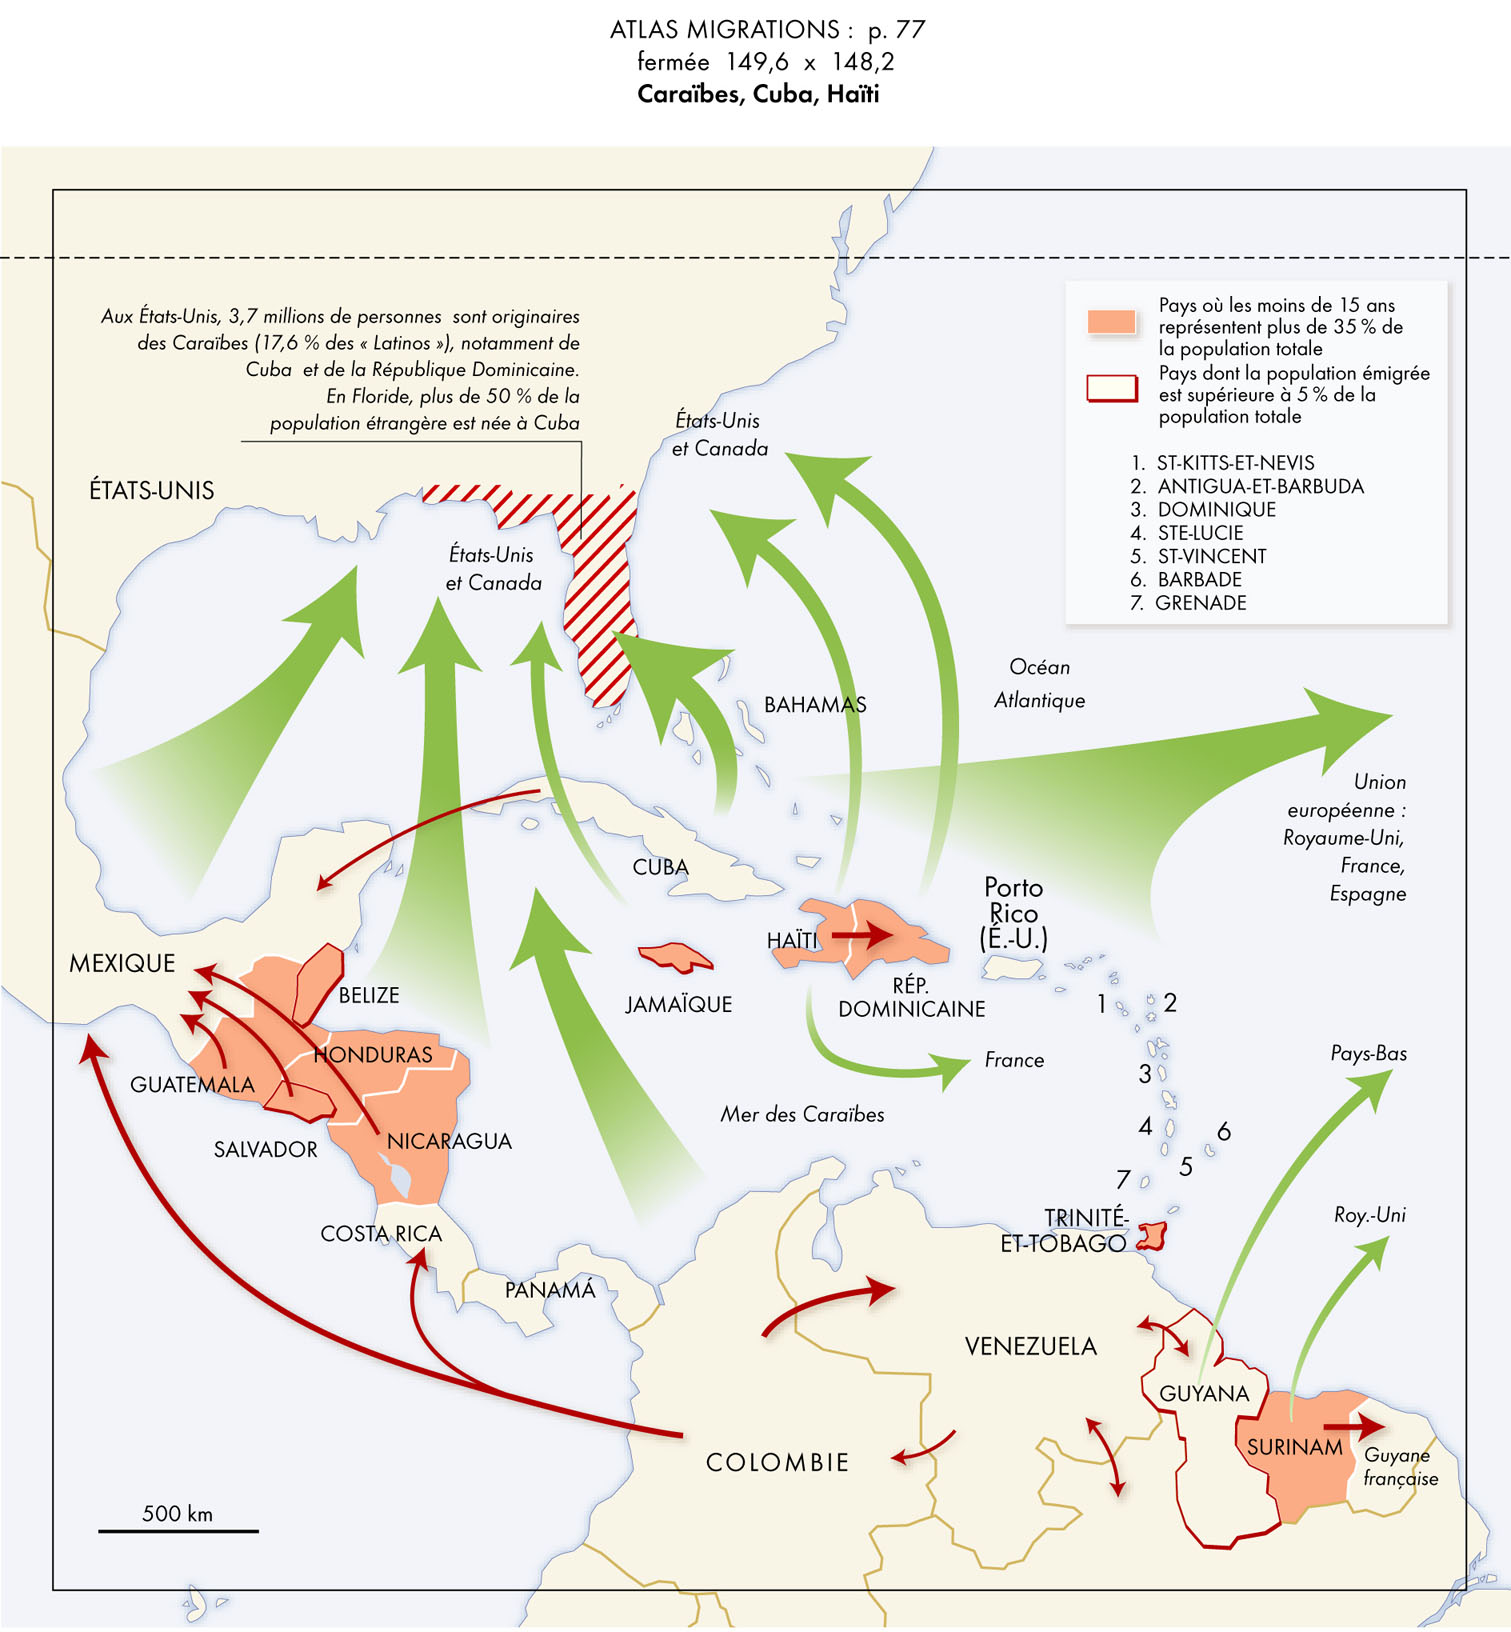 ATLAS MIGRATIONS : p. 77
fermée 149,6 x 148,2
Caraïbes, Cuba, Haïti
Aux États-Unis, 3,7 millions de personnes sont originaires
des Caraïbes (17,6 % des « Latinos »), notamment de
Cuba et de la République Dominicaine.
En Floride, plus de 50 % de la
population étrangère est née à Cuba
Pays où les moins de 15 ans
représentent plus de 35 % de
la population totale
Pays dont la population émigrée
est supérieure à 5 % de la
population totale
1. ST-KITTS-ET-NEVIS
2. ANTIGUA-ET-BARBUDA
3. DOMINIQUE
4. STE-LUCIE
5. ST-VINCENT
6. BARBADE
7. GRENADE
États-Unis
et Canada
ÉTATS-UNIS
États-Unis
et Canada
Océan
Atlantique
BAHAMAS
Union
européenne :
Royaume-Uni,
France,
Espagne
CUBA
Porto
Rico
(É.-U.)
HAÏTI
MEXIQUE
BELIZE
JAMAÏQUE
RÉP.
DOMINICAINE
1
2
HONDURAS
France
Pays-Bas
GUATEMALA
3
Mer des Caraïbes
4
6
SALVADOR
NICARAGUA
5
7
COSTA RICA
TRINITÉ-
ET-TOBAGO
Roy.-Uni
PANAMÁ
VENEZUELA
GUYANA
COLOMBIE
SURINAM
Guyane
française
500 km